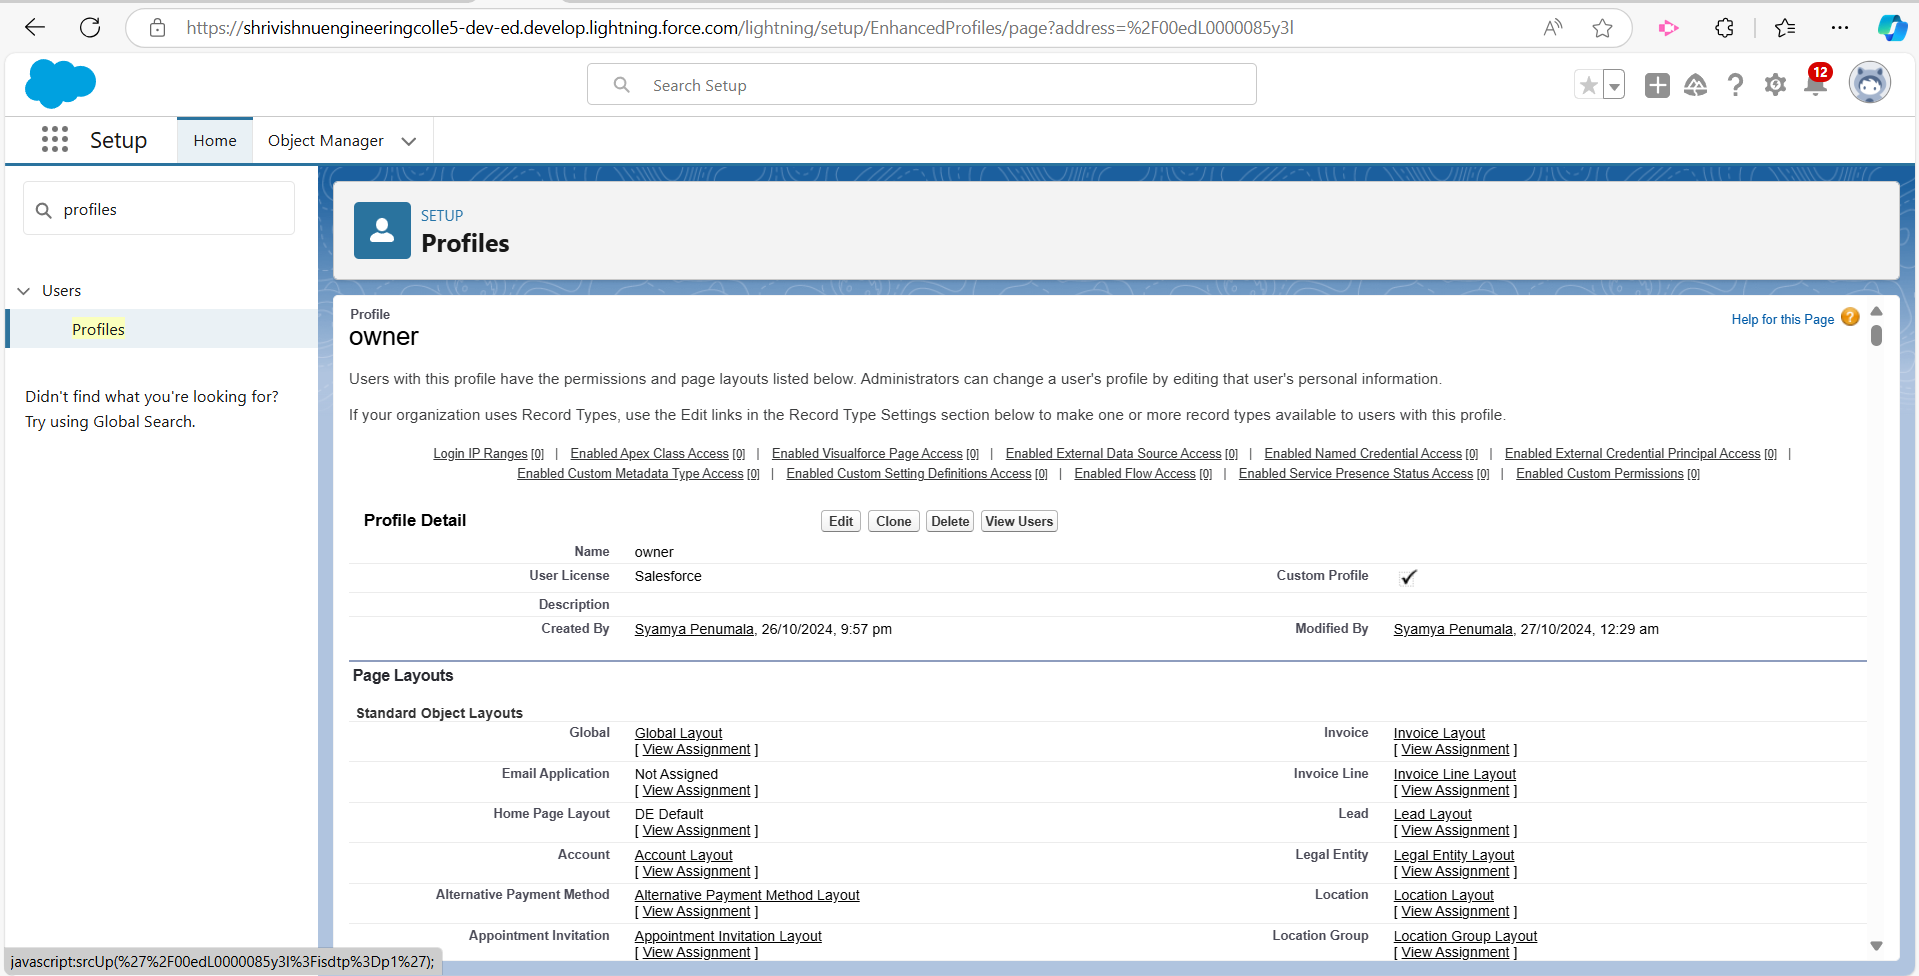 https://shrivishnuengineeringcolle5-dev-ed.develop.lightning.force.com/lightning/setup/EnhancedProfiles/page?address=%2F00edL0000085y3l
Search Setup
12
Setup
Home
Object Manager
profiles
Users
Profiles
Didn't find what you're looking for?
Try using Global Search.
SETUP
Profiles
Profile
owner
Help for this Page
Users with this profile have the permissions and page layouts listed below. Administrators can change a user's profile by editing that user's personal information.
If your organization uses Record Types, use the Edit links in the Record Type Settings section below to make one or more record types available to users with this profile.
Login IP Ranges [0] | Enabled Apex Class Access [0] | Enabled Visualforce Page Access [0] | Enabled External Data Source Access [0] | Enabled Named Credential Access [0] | Enabled External Credential Principal Access [0] |
Enabled Custom Metadata Type Access [0] | Enabled Custom Setting Definitions Access [0] | Enabled Flow Access [0] | Enabled Service Presence Status Access [0] | Enabled Custom Permissions [0]
Profile Detail
Edit Clone Delete View Users
Name owner
User License Salesforce Custom Profile
Description
Created By Syamya Penumala, 26/10/2024, 9:57 pm Modified By Syamya Penumala, 27/10/2024, 12:29 am
Page Layouts
Standard Object Layouts
Global Global Layout Invoice Invoice Layout
[ View Assignment ] [ View Assignment ]
Email Application Not Assigned Invoice Line Invoice Line Layout
[ View Assignment ] [ View Assignment ]
Home Page Layout DE Default Lead Lead Layout
[ View Assignment ] [ View Assignment ]
Account Account Layout Legal Entity Legal Entity Layout
[ View Assignment ] [ View Assignment ]
Alternative Payment Method Alternative Payment Method Layout Location Location Layout
[ View Assignment ] [ View Assignment ]
Appointment Invitation Appointment Invitation Layout Location Group Location Group Layout
[ View Assignment ] [ View Assignment ]
javascript:srcUp(%27%2F00edL0000085y3l%3Fisdtp%3Dp1%27);